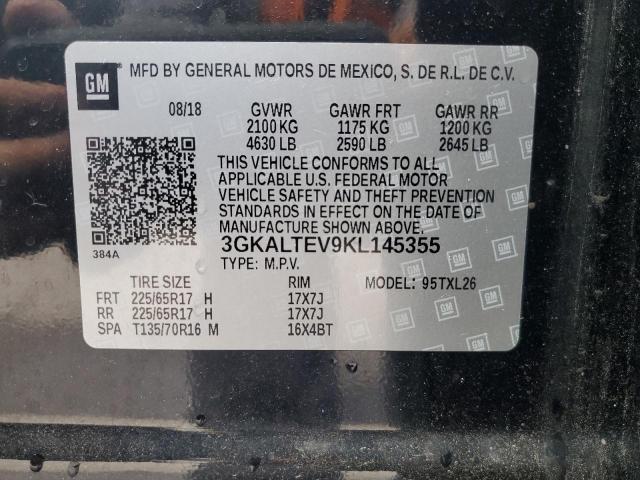 GM MFD BY GENERAL MOTORS DE MEXICO, S. DE R.L. DE C.V.
08/18 GVWR GAWR FRT GAWR RR
2100 KG 1175 KG 1200 KG
4630 LB 2590 LB 2645 LB
THIS VEHICLE CONFORMS TO ALL
APPLICABLE U.S. FEDERAL MOTOR
VEHICLE SAFETY AND THEFT PREVENTION
STANDARDS IN EFFECT ON THE DATE OF
MANUFACTURE SHOWN ABOVE.
384A 3GKALTEV9KL145355
TYPE: M.P.V.
TIRE SIZE RIM MODEL: 95TXL26
FRT 225/65R17 H 17X7J
RR 225/65R17 H 17X7J
SPA T135/70R16 M 16X4BT